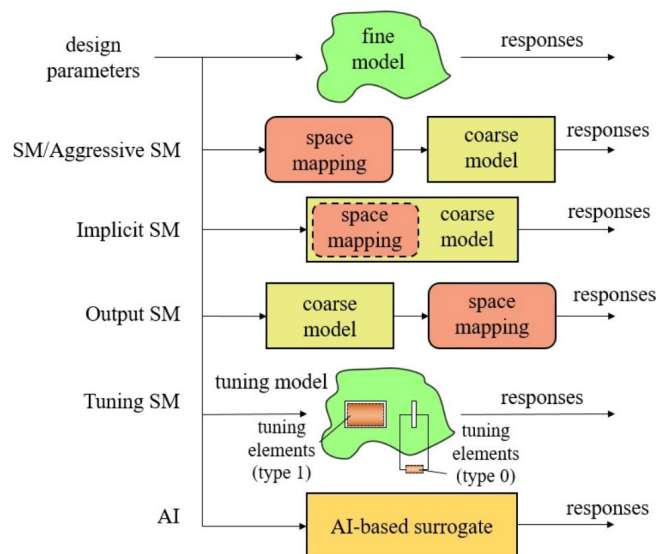 design
parameters
fine
model
responses
SM/Aggressive SM
space
mapping
coarse
model
responses
Implicit SM
space
mapping
coarse
model
responses
Output SM
coarse
model
space
mapping
responses
Tuning SM
tuning model
tuning
elements
(type 1)
tuning
elements
(type 0)
responses
AI
AI-based surrogate
responses